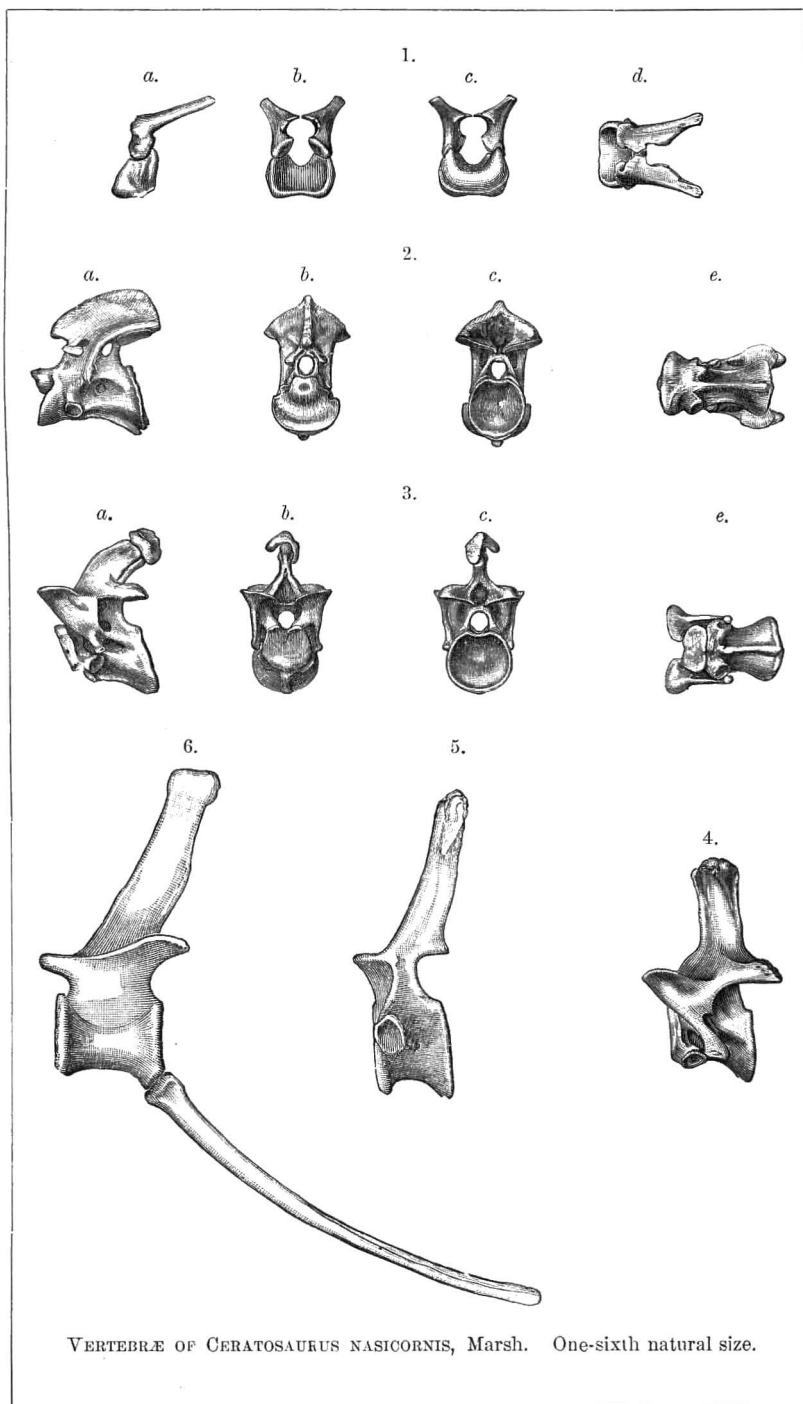 1.
a. b. c. d.
2.
a. b. c. e.
3.
a. b. c. e.
6. 5.
4.
VERTEBRÆ OF CERATOSAURUS NASICORNIS, Marsh. One-sixth natural size.